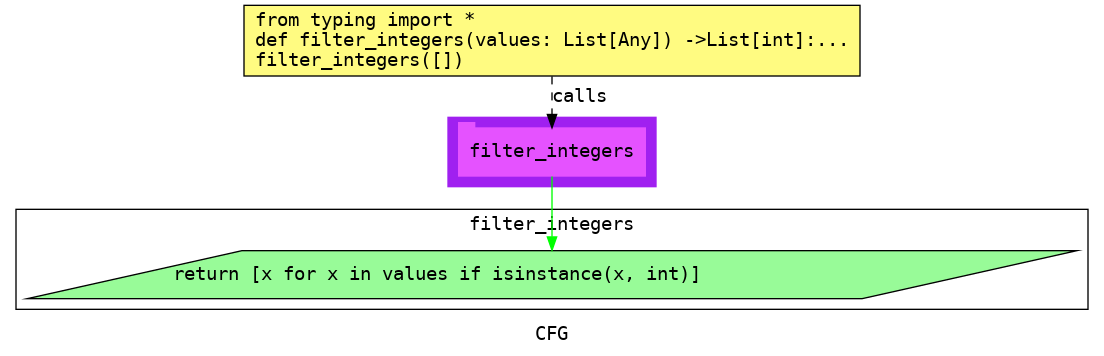 from typing import *
def filter_integers(values: List[Any]) ->List[int]:...
filter_integers([])
calls
filter_integers
filter_integers
return [x for x in values if isinstance(x, int)]
CFG